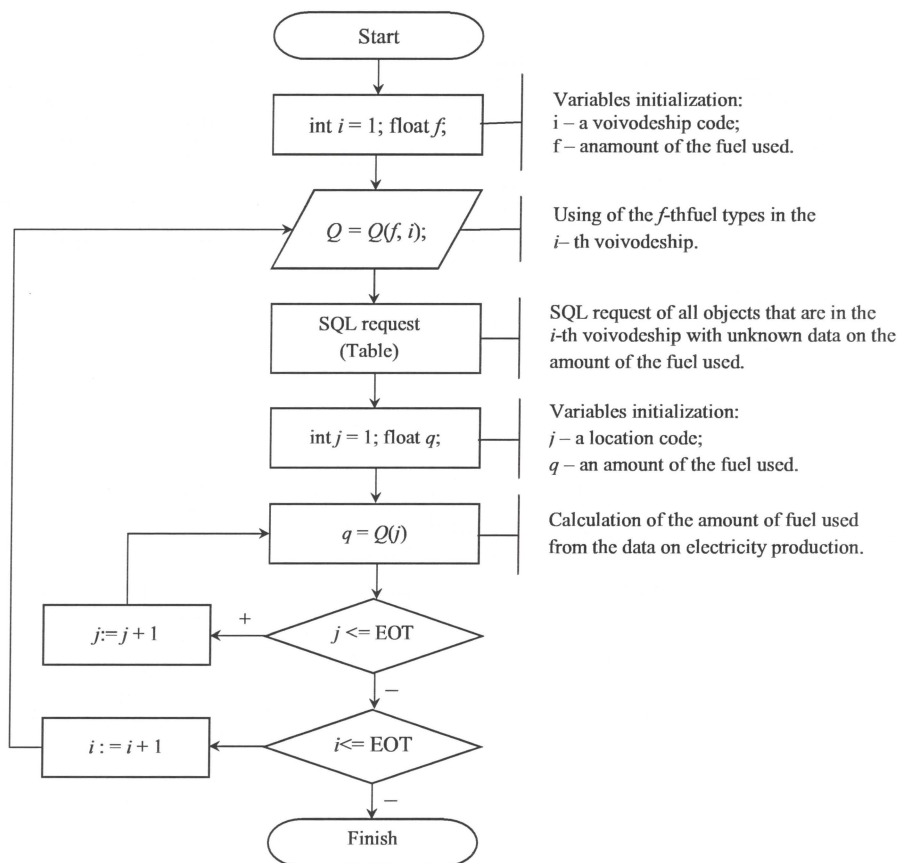 Start
int i = 1; float f;
Variables initialization:
i – a voivodeship code;
f – anamount of the fuel used.
Q = Q(f, i);
Using of the f-thfuel types in the
i– th voivodeship.
SQL request
(Table)
SQL request of all objects that are in the
i-th voivodeship with unknown data on the
amount of the fuel used.
int j = 1; float q;
Variables initialization:
j – a location code;
q – an amount of the fuel used.
q = Q(j)
Calculation of the amount of fuel used
from the data on electricity production.
j:= j + 1
+
j <= EOT
–
i : = i + 1
i<= EOT
–
Finish